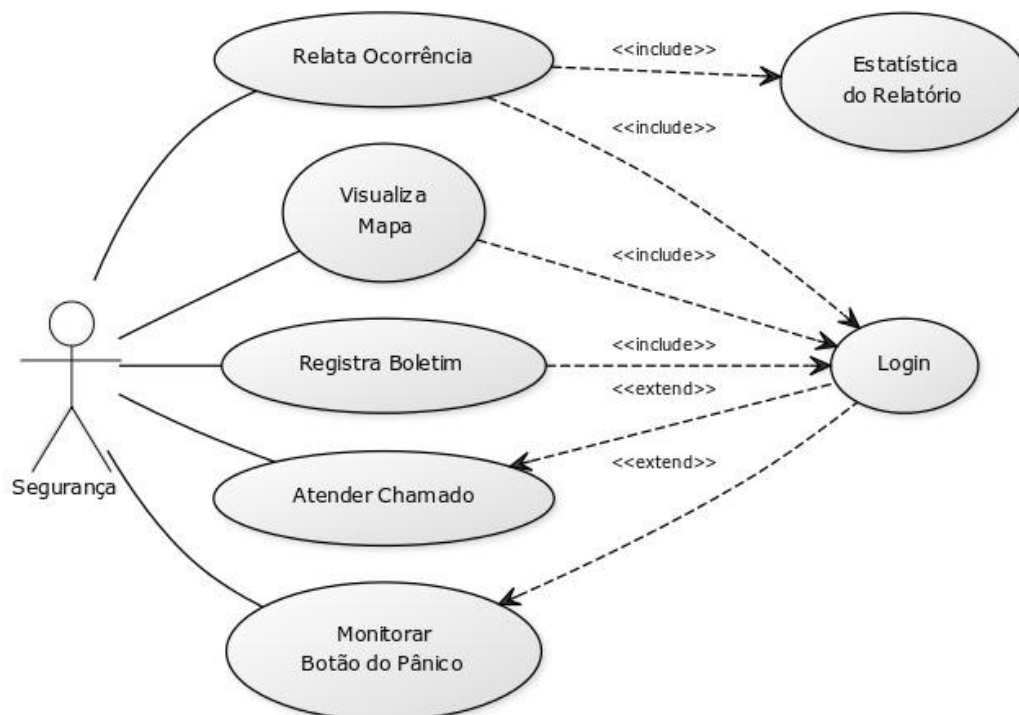 Relata Ocorrência
<<include>>
Estatística
do Relatório
<<include>>
Visualiza
Mapa
<<include>>
Registra Boletim
<<include>>
Login
<<extend>>
<<extend>>
Segurança
Atender Chamado
Monitorar
Botão do Pânico